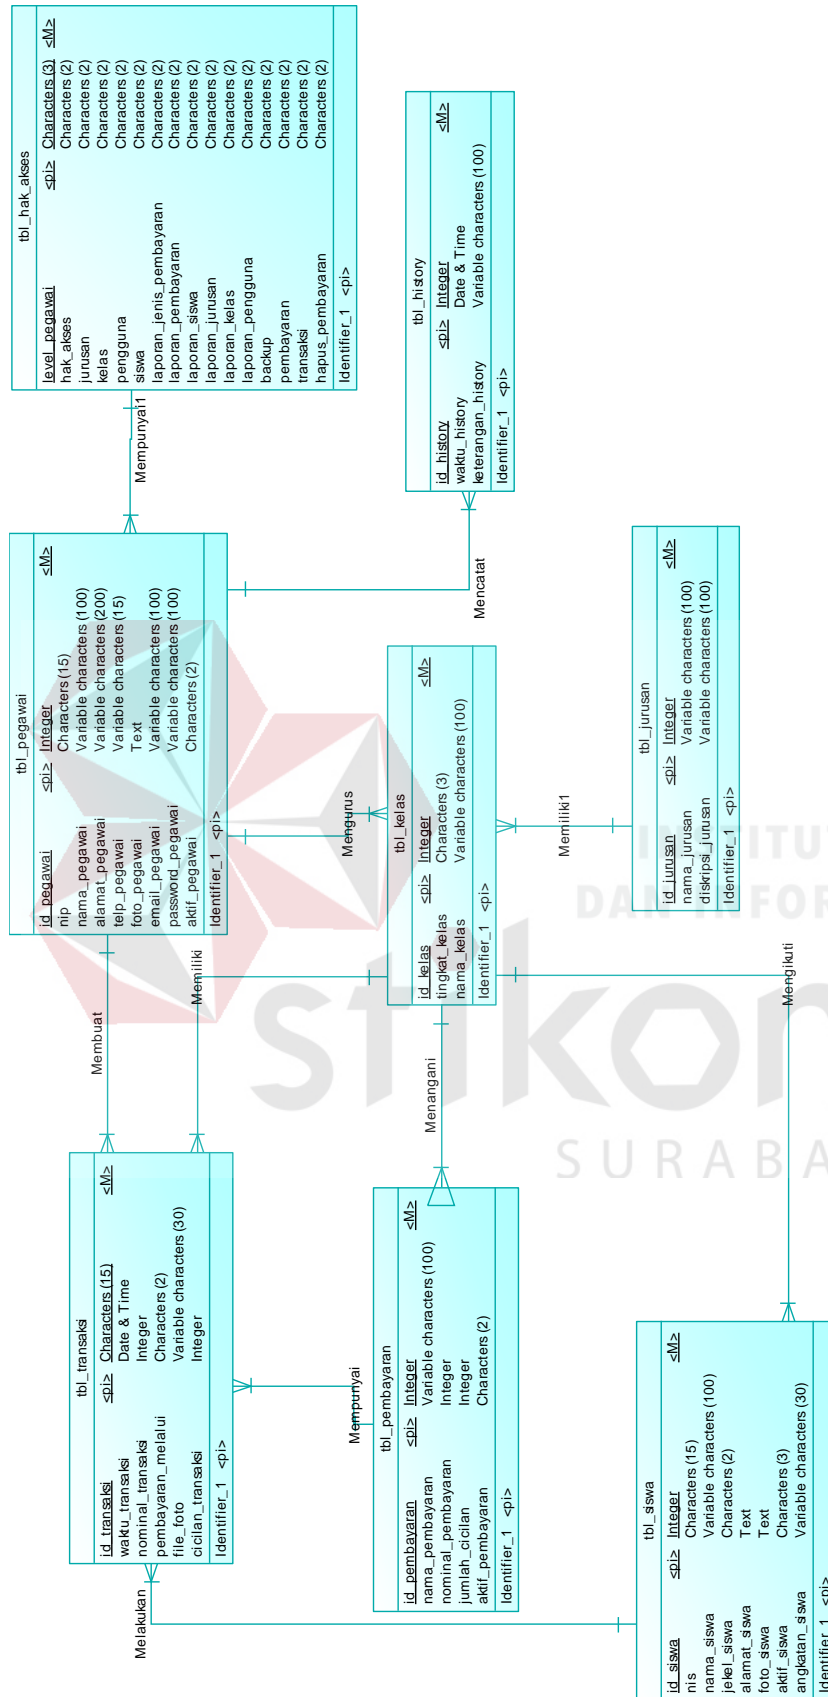 tbl_hak_akses
level_pegawai <pi> Characters (3) <M>
hak_akses Characters (2)
jurusan Characters (2)
kelas Characters (2)
pengguna Characters (2)
siswa Characters (2)
laporan_jenis_pembayaran Characters (2)
laporan_pembayaran Characters (2)
laporan_siswa Characters (2)
laporan_jurusan Characters (2)
laporan_kelas Characters (2)
laporan_pengguna Characters (2)
backup Characters (2)
pembayaran Characters (2)
transaksi Characters (2)
hapus_pembayaran Characters (2)
Identifier_1 <pi>
Mempunyai1
tbl_history
id_history <pi> Integer <M>
waktu_history Date & Time
keterangan_history Variable characters (100)
Identifier_1 <pi>
Mencatat
tbl_pegawai
id_pegawai <pi> Integer <M>
nip Characters (15)
nama_pegawai Variable characters (100)
alamat_pegawai Variable characters (200)
telp_pegawai Variable characters (15)
foto_pegawai Text
email_pegawai Variable characters (100)
password_pegawai Variable characters (100)
aktif_pegawai Characters (2)
Identifier_1 <pi>
Mengurus
tbl_kelas
id_kelas <pi> Integer <M>
tingkat_kelas Characters (3)
nama_kelas Variable characters (100)
Identifier_1 <pi>
Memiliki1
tbl_jurusan
id_jurusan <pi> Integer <M>
nama_jurusan Variable characters (100)
diskripsi_jurusan Variable characters (100)
Identifier_1 <pi>
Membuat
Memiliki
Menangani
Mengikuti
tbl_transaksi
id_transaksi <pi> Characters (15) <M>
waktu_transaksi Date & Time
nominal_transaksi Integer
pembayaran_melalui Characters (2)
file_foto Variable characters (30)
cicilan_transaksi Integer
Identifier_1 <pi>
Mempunyai
tbl_pembayaran
id_pembayaran <pi> Integer <M>
nama_pembayaran Variable characters (100)
nominal_pembayaran Integer
jumlah_cicilan Integer
aktif_pembayaran Characters (2)
Identifier_1 <pi>
Melakukan
tbl_siswa
id_siswa <pi> Integer <M>
nis Characters (15)
nama_siswa Variable characters (100)
jekel_siswa Characters (2)
alamat_siswa Text
foto_siswa Text
aktif_siswa Characters (3)
angkatan_siswa Variable characters (30)
Identifier_1 <pi>
DAN INFOR
stikon
SURABA